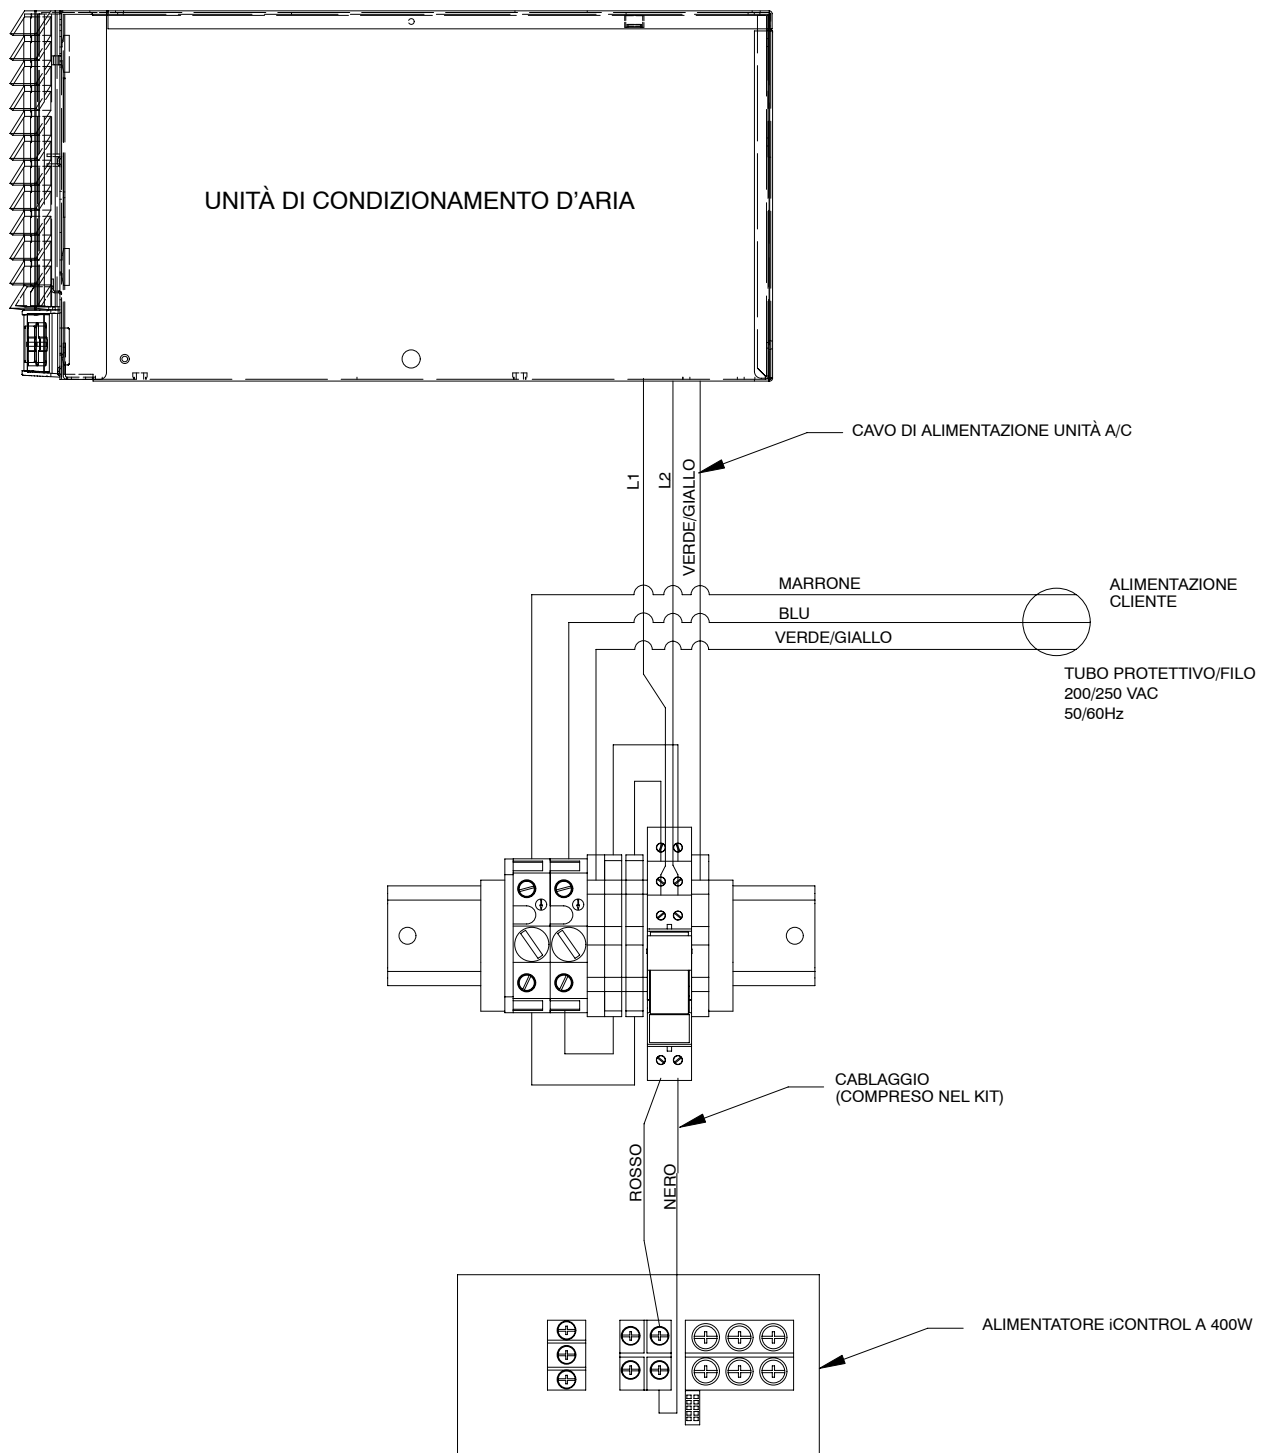 UNITÀ DI CONDIZIONAMENTO D'ARIA
CAVO DI ALIMENTAZIONE UNITÀ A/C
L1
L2
VERDE/GIALLO
MARRONE
BLU
VERDE/GIALLO
ALIMENTAZIONE
CLIENTE
TUBO PROTETTIVO/FILO
200/250 VAC
50/60Hz
CABLAGGIO
(COMPRESO NEL KIT)
ROSSO
NERO
ALIMENTATORE iCONTROL A 400W